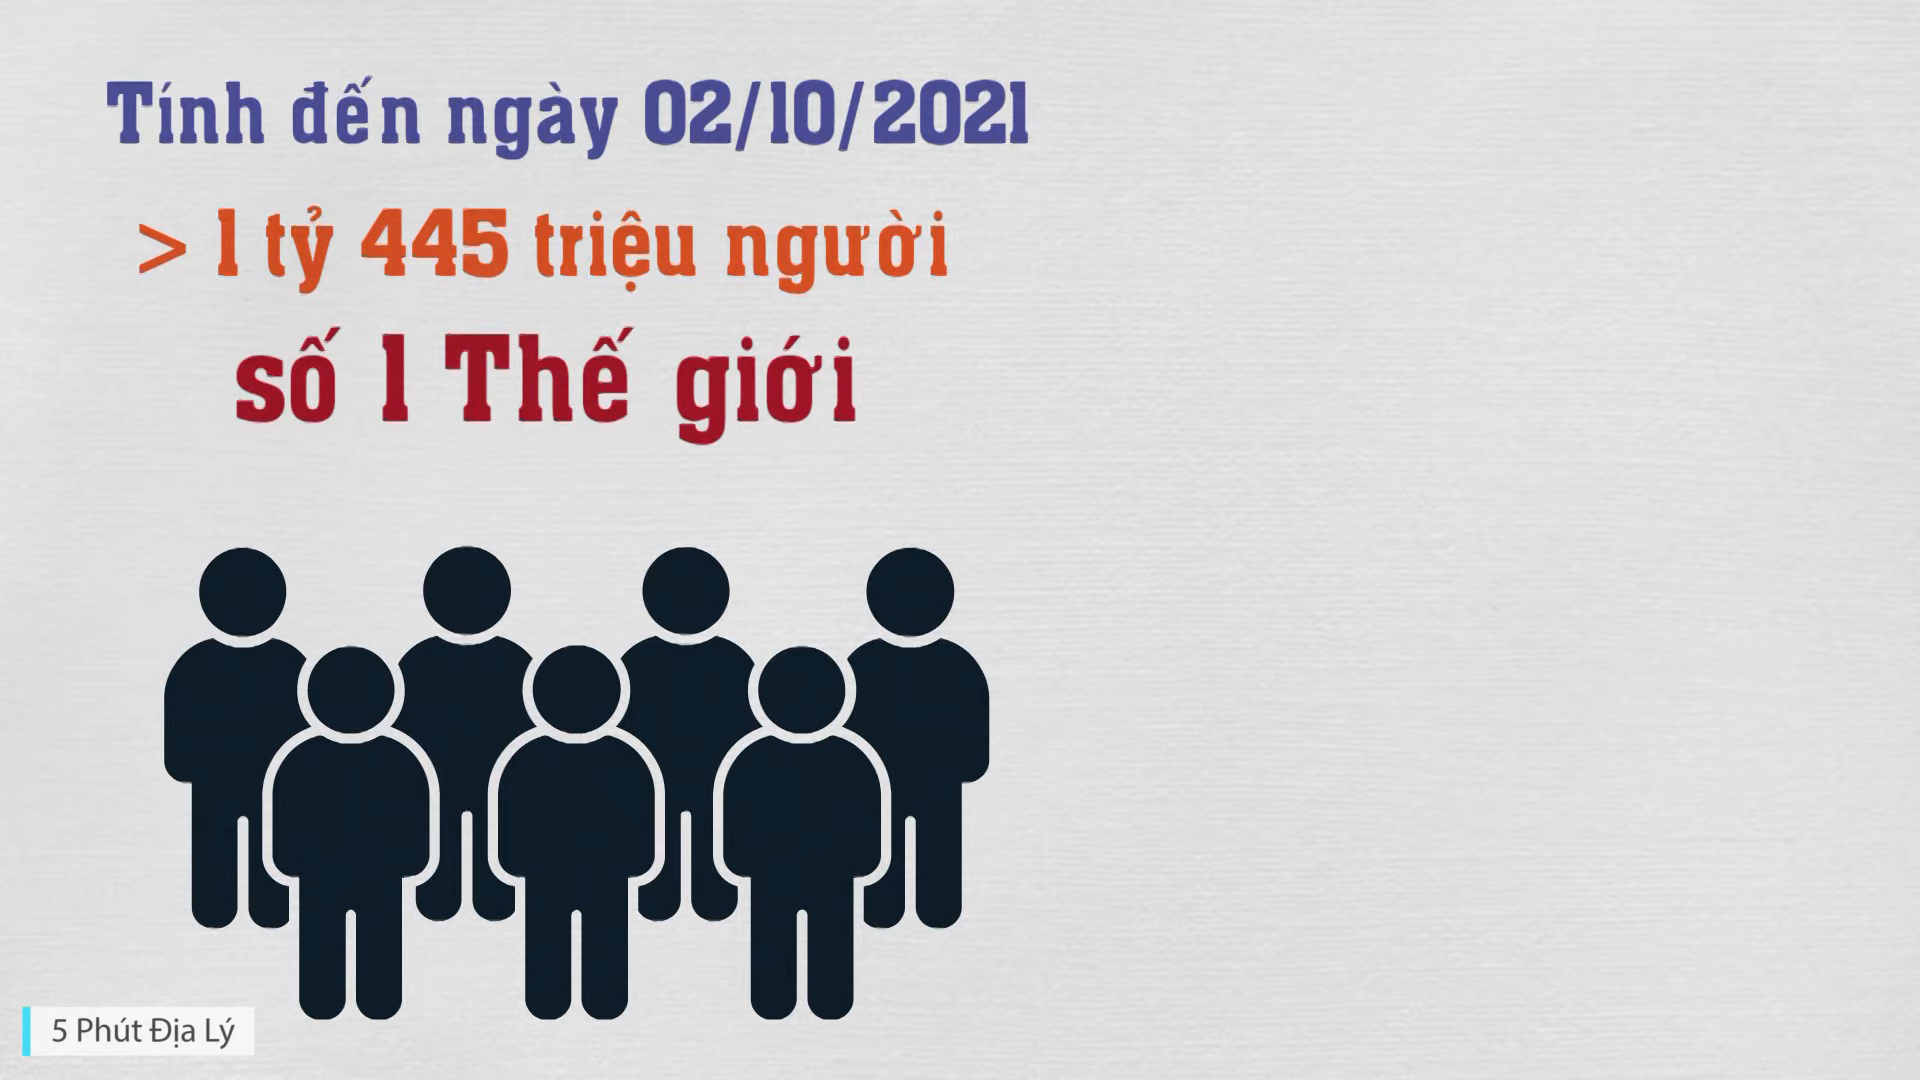 Tính đến ngày 02/10/2021
> 1 tỷ 445 triệu người
số 1 Thế giới
5 Phút Địa Lý